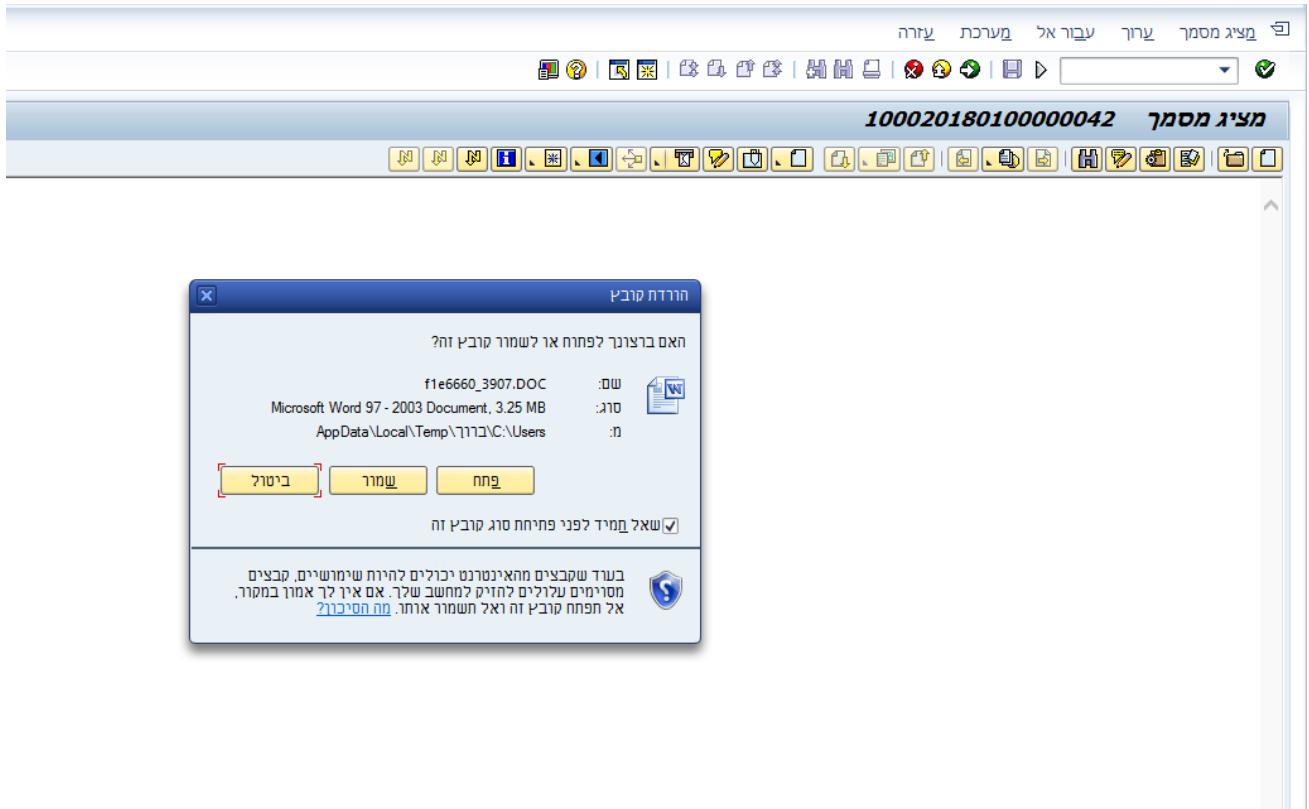 מציג מסמך ערוך עבור אל מערכת עזרה
מציג מסמך 100020180100000042
הורדת קובץ
האם ברצונך לפתוח או לשמור קובץ זה?
שם: f1e6660_3907.DOC
סוג: Microsoft Word 97 - 2003 Document, 3.25 MB
מ: C:\Users\ברוך\AppData\Local\Temp
פתח שמור ביטול
שאל תמיד לפני פתיחת סוג קובץ זה
בעוד שקבצים מהאינטרנט יכולים להיות שימושיים, קבצים
מסוימים עלולים להזיק למחשב שלך. אם אין לך אמון במקור,
אל תפתח קובץ זה ואל תשמור אותו. מה הסיכון?